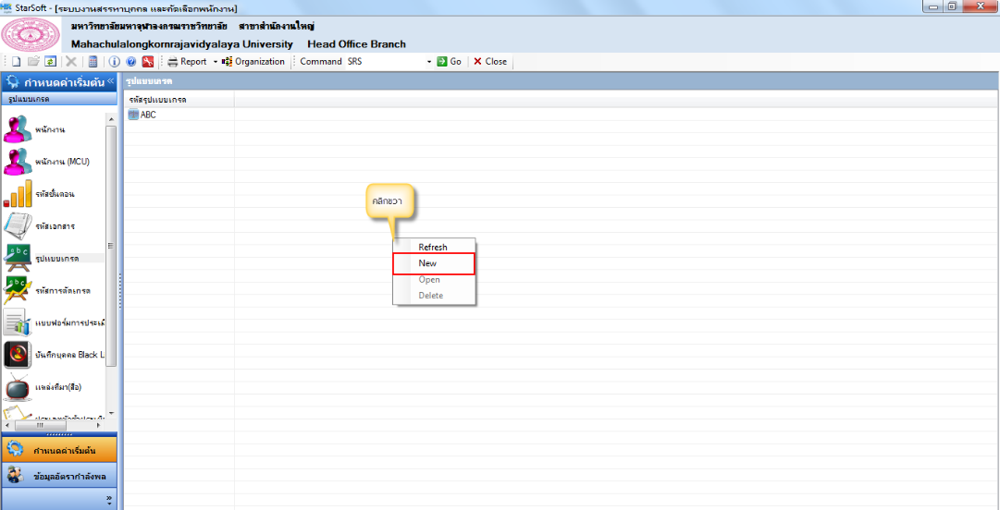 StarSoft - [ระบบงานสรรหาบุคคล และคัดเลือกพนักงาน]
มหาวิทยาลัยมหาจุฬาลงกรณราชวิทยาลัย สาขาสำนักงานใหญ่
Mahachulalongkornrajavidyalaya University Head Office Branch
Report Organization Command SRS Go Close
กำหนดค่าเริ่มต้น
รูปแบบเกรด
รูปแบบเกรด
รหัสรูปแบบเกรด
ABC
พนักงาน
พนักงาน (MCU)
รหัสขั้นตอน
รหัสเอกสาร
รูปแบบเกรด
รหัสการตัดเกรด
แบบฟอร์มการประเมิ
บันทึกบุคคล Black L
แหล่งที่มา(สื่อ)
กำหนดค่าเริ่มต้น
ข้อมูลอัตรากำลังพล
คลิกขวา
Refresh
New
Open
Delete